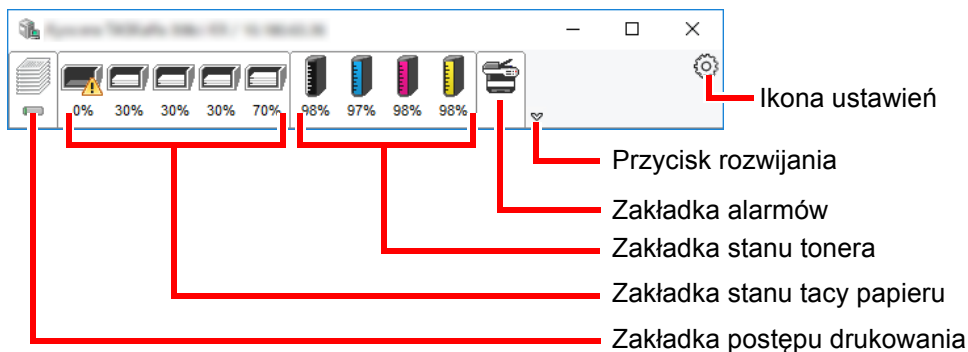 0% 30% 30% 30% 70% 98% 97% 98% 98%
Ikona ustawień
Przycisk rozwijania
Zakładka alarmów
Zakładka stanu tonera
Zakładka stanu tacy papieru
Zakładka postępu drukowania